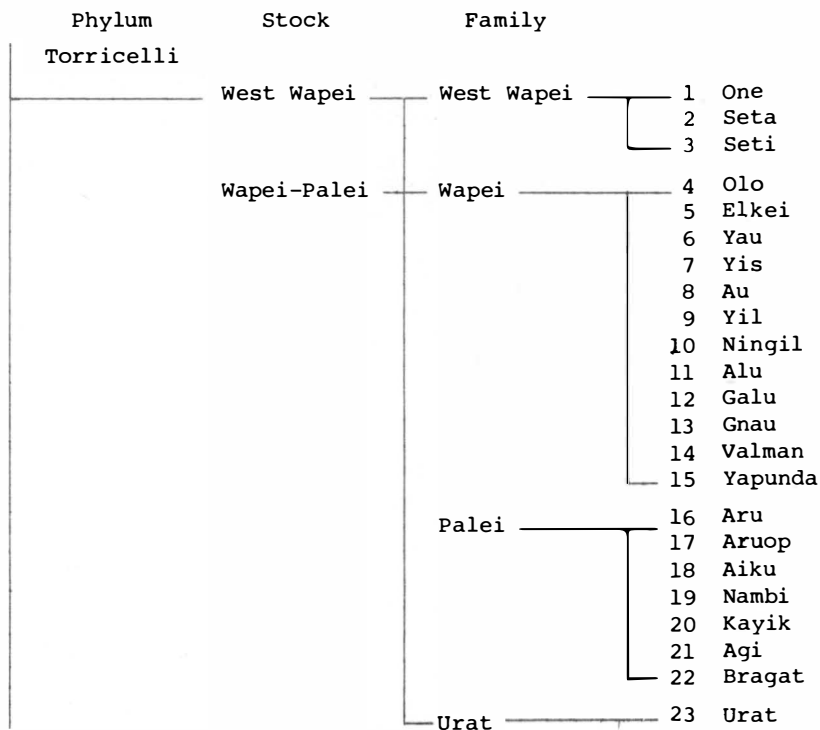 Phylum Stock Family
Torricelli
West Wapei West Wapei 1 One
2 Seta
3 Seti
Wapei-Palei Wapei 4 Olo
5 Elkei
6 Yau
7 Yis
8 Au
9 Yil
10 Ningil
11 Alu
12 Galu
13 Gnau
14 Valman
15 Yapunda
Palei 16 Aru
17 Aruop
18 Aiku
19 Nambi
20 Kayik
21 Agi
22 Bragat
Urat 23 Urat